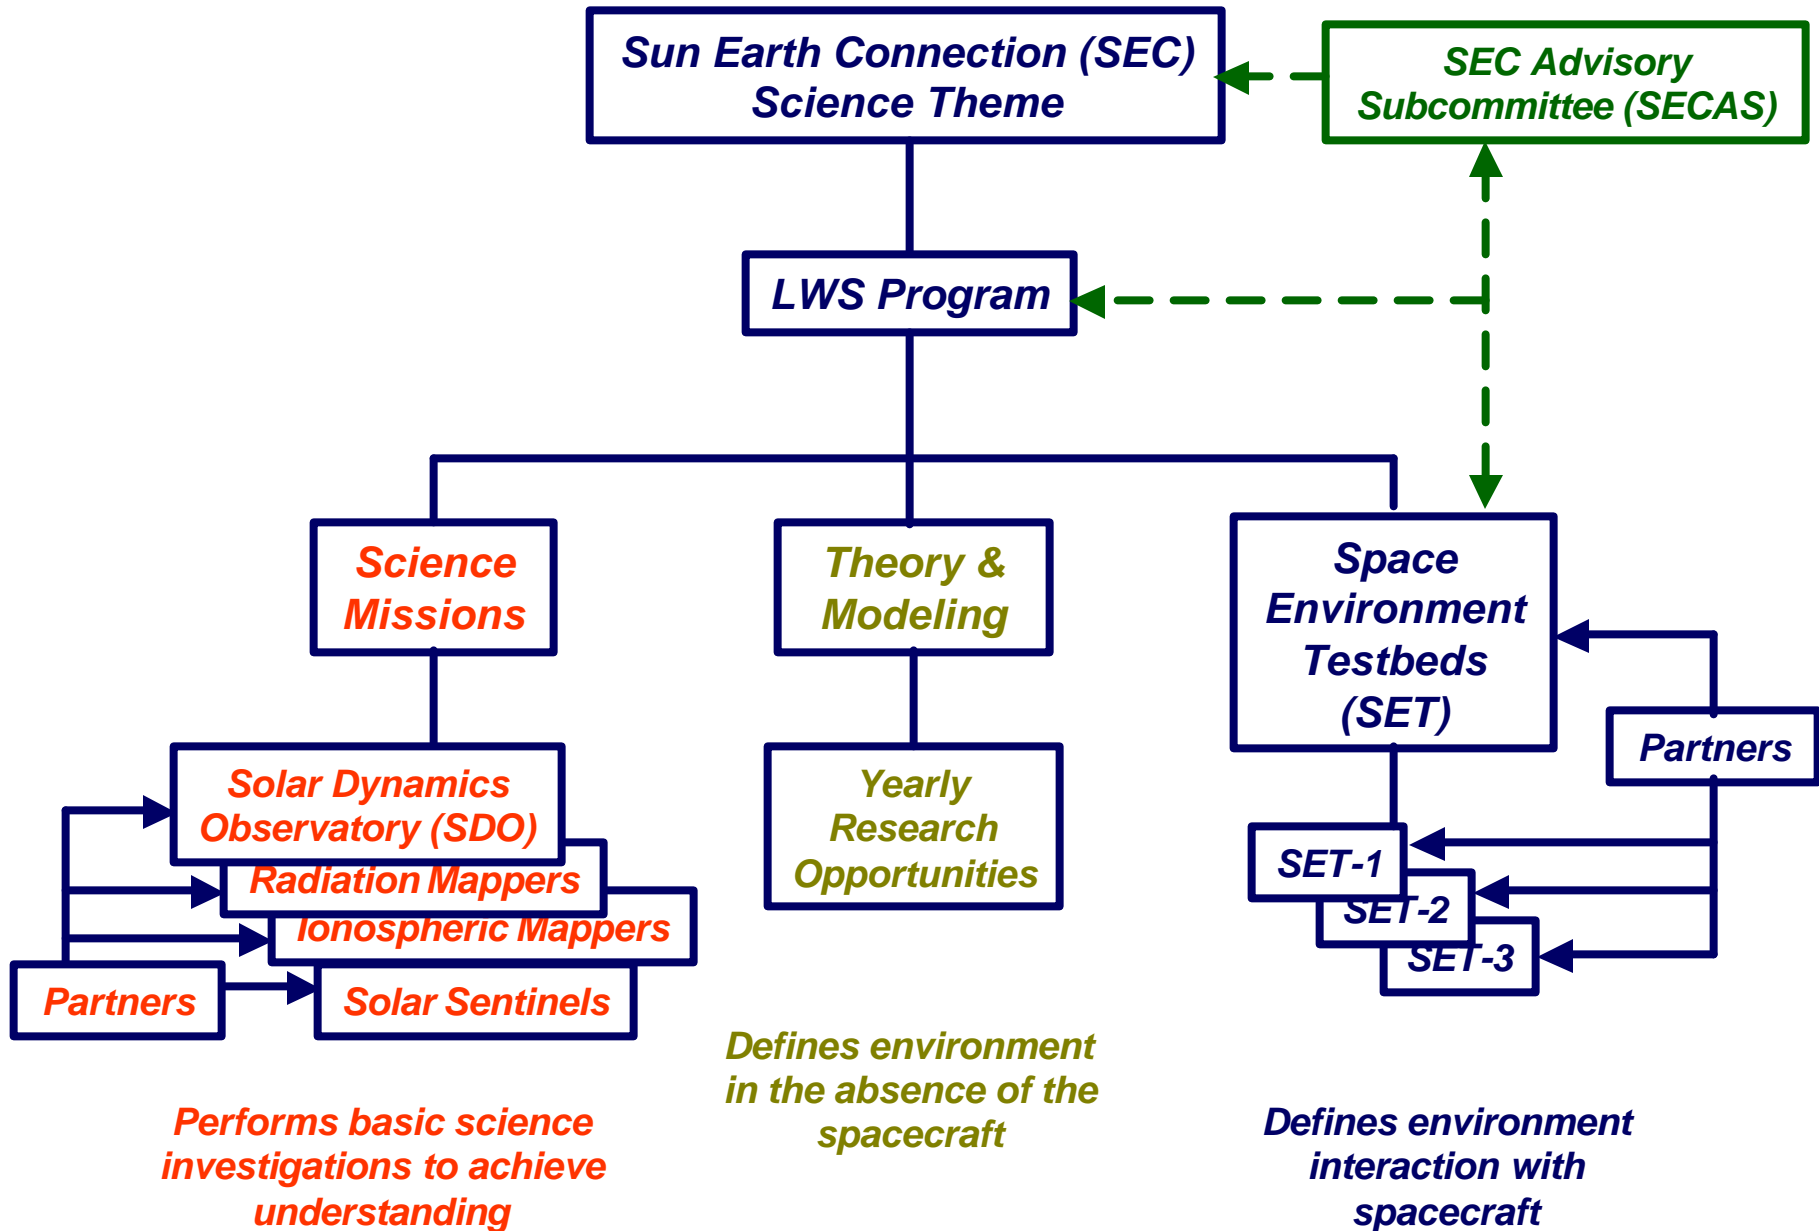 Sun Earth Connection (SEC)
Science Theme
SEC Advisory
Subcommittee (SECAS)
LWS Program
Science
Missions
Theory &
Modeling
Space
Environment
Testbeds
(SET)
Partners
Solar Dynamics
Observatory (SDO)
Radiation Mappers
Ionospheric Mappers
Solar Sentinels
Partners
Yearly
Research
Opportunities
SET-1
SET-2
SET-3
Performs basic science
investigations to achieve
understanding
Defines environment
in the absence of the
spacecraft
Defines environment
interaction with
spacecraft